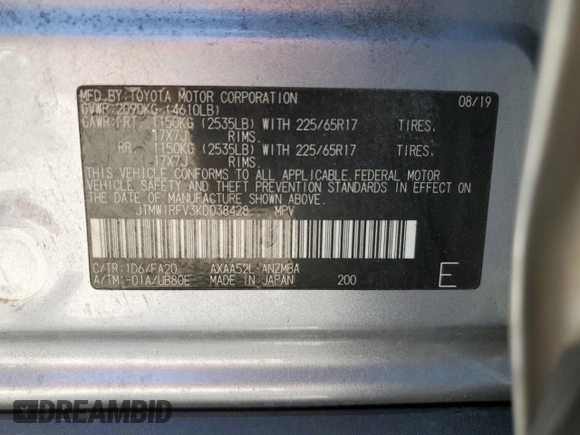 MFD.BY:TOYOTA MOTOR CORPORATION 08/19
GVWR:2090KG (4610LB)
GAWR:FRT. 1150KG (2535LB) WITH 225/65R17 TIRES,
17X7J RIMS,
RR. 1150KG (2535LB) WITH 225/65R17 TIRES,
17X7J RIMS,
THIS VEHICLE CONFORMS TO ALL APPLICABLE.FEDERAL MOTOR
VEHICLE SAFETY AND THEFT PREVENTION STANDARDS IN EFFECT ON
THE DATE OF MANUFACTURE SHOWN ABOVE.
JTMW1RFV3KD038428 MPV
C/TR:1D6/FA20 AXAA52L-ANZMBA
A/TM:-01A/UB80E MADE IN JAPAN 200 E
DREAMBID